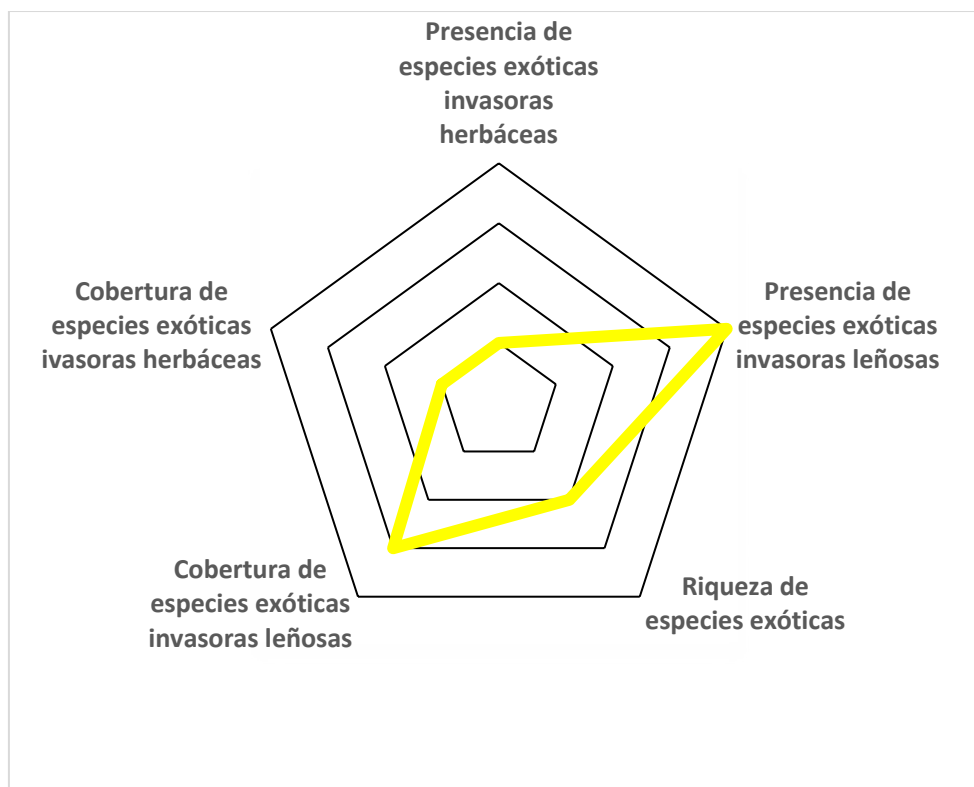 Presencia de
especies exóticas
invasoras
herbáceas
Cobertura de
especies exóticas
ivasoras herbáceas
Presencia de
especies exóticas
invasoras leñosas
Cobertura de
especies exóticas
invasoras leñosas
Riqueza de
especies exóticas